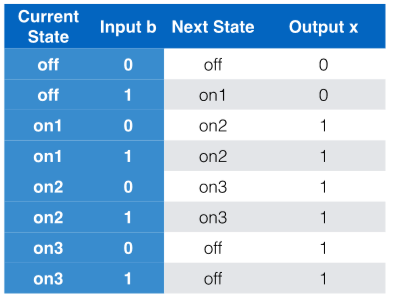 Current State Input b Next State Output x
off 0 off 0
off 1 on1 0
on1 0 on2 1
on1 1 on2 1
on2 0 on3 1
on2 1 on3 1
on3 0 off 1
on3 1 off 1